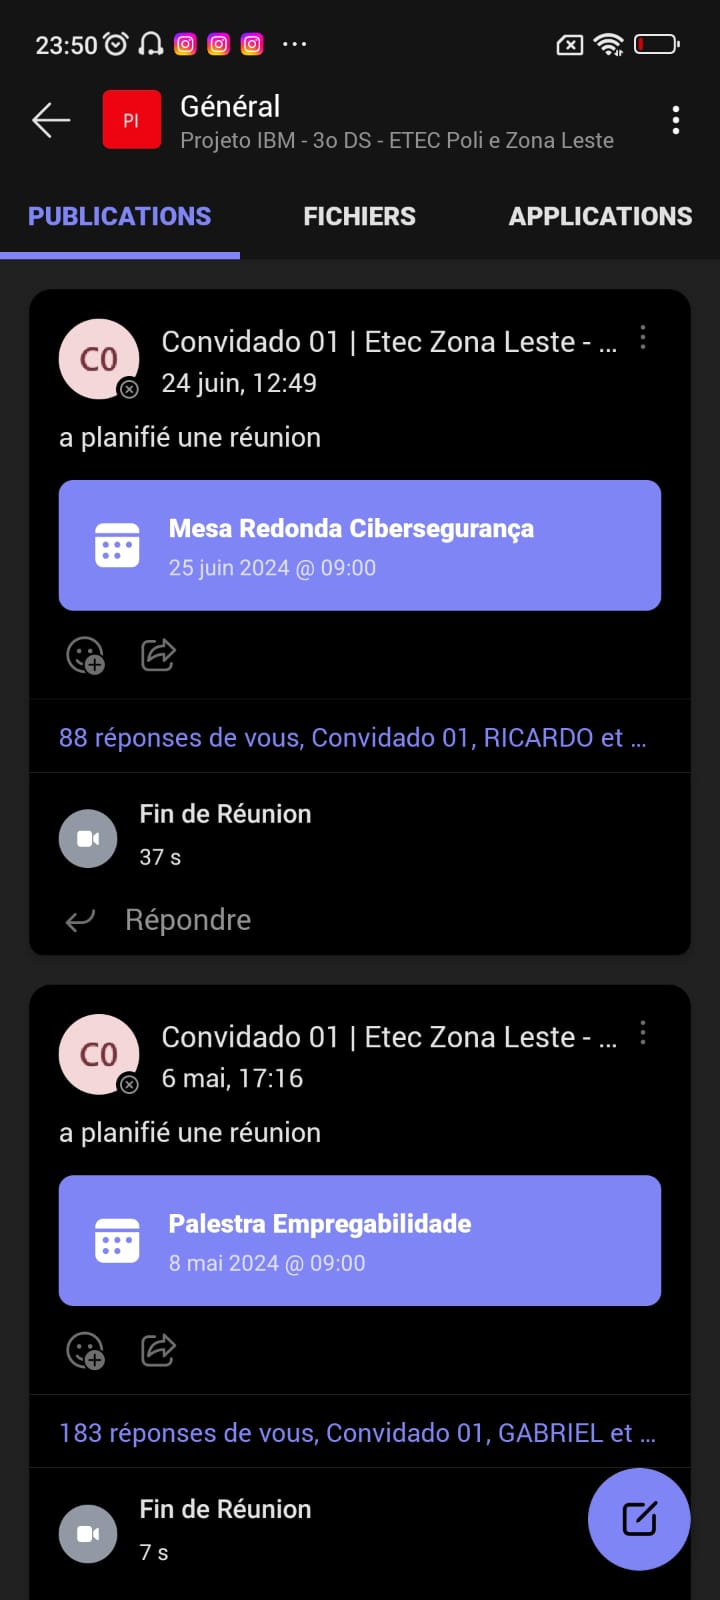 23:50
PI
Général
Projeto IBM - 3o DS - ETEC Poli e Zona Leste
PUBLICATIONS
FICHIERS
APPLICATIONS
C0
Convidado 01 | Etec Zona Leste - ...
24 juin, 12:49
a planifié une réunion
Mesa Redonda Cibersegurança
25 juin 2024 @ 09:00
88 réponses de vous, Convidado 01, RICARDO et ...
Fin de Réunion
37 s
Répondre
C0
Convidado 01 | Etec Zona Leste - ...
6 mai, 17:16
a planifié une réunion
Palestra Empregabilidade
8 mai 2024 @ 09:00
183 réponses de vous, Convidado 01, GABRIEL et ...
Fin de Réunion
7 s